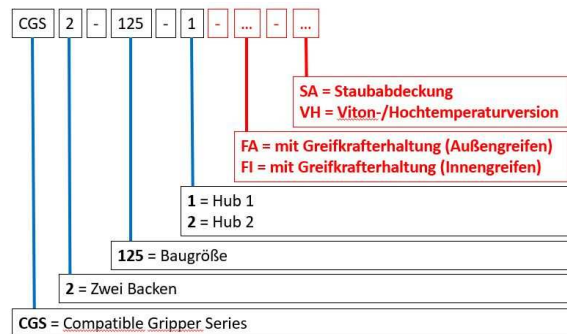 CGS 2 - 125 - 1 - ... - ...
SA = Staubabdeckung
VH = Viton-/Hochtemperaturversion
FA = mit Greifkrafterhaltung (Außengreifen)
FI = mit Greifkrafterhaltung (Innengreifen)
1 = Hub 1
2 = Hub 2
125 = Baugröße
2 = Zwei Backen
CGS = Compatible Gripper Series